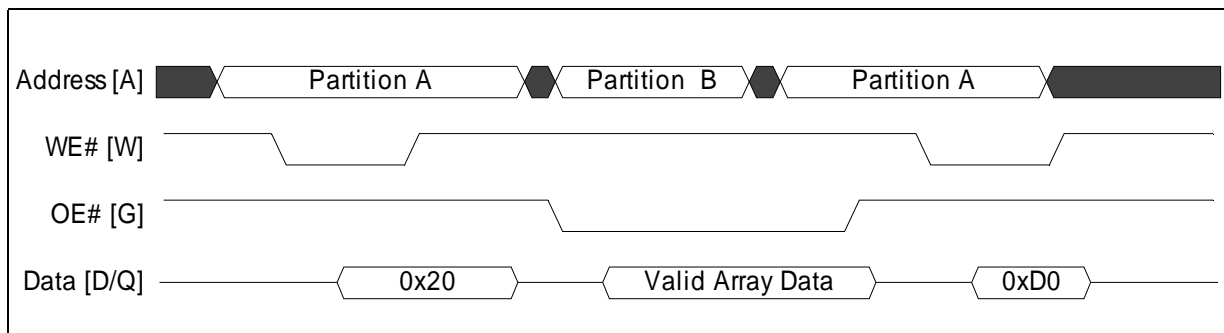 Address [A] Partition A Partition B Partition A
WE# [W]
OE# [G]
Data [D/Q] 0x20 Valid Array Data 0xD0